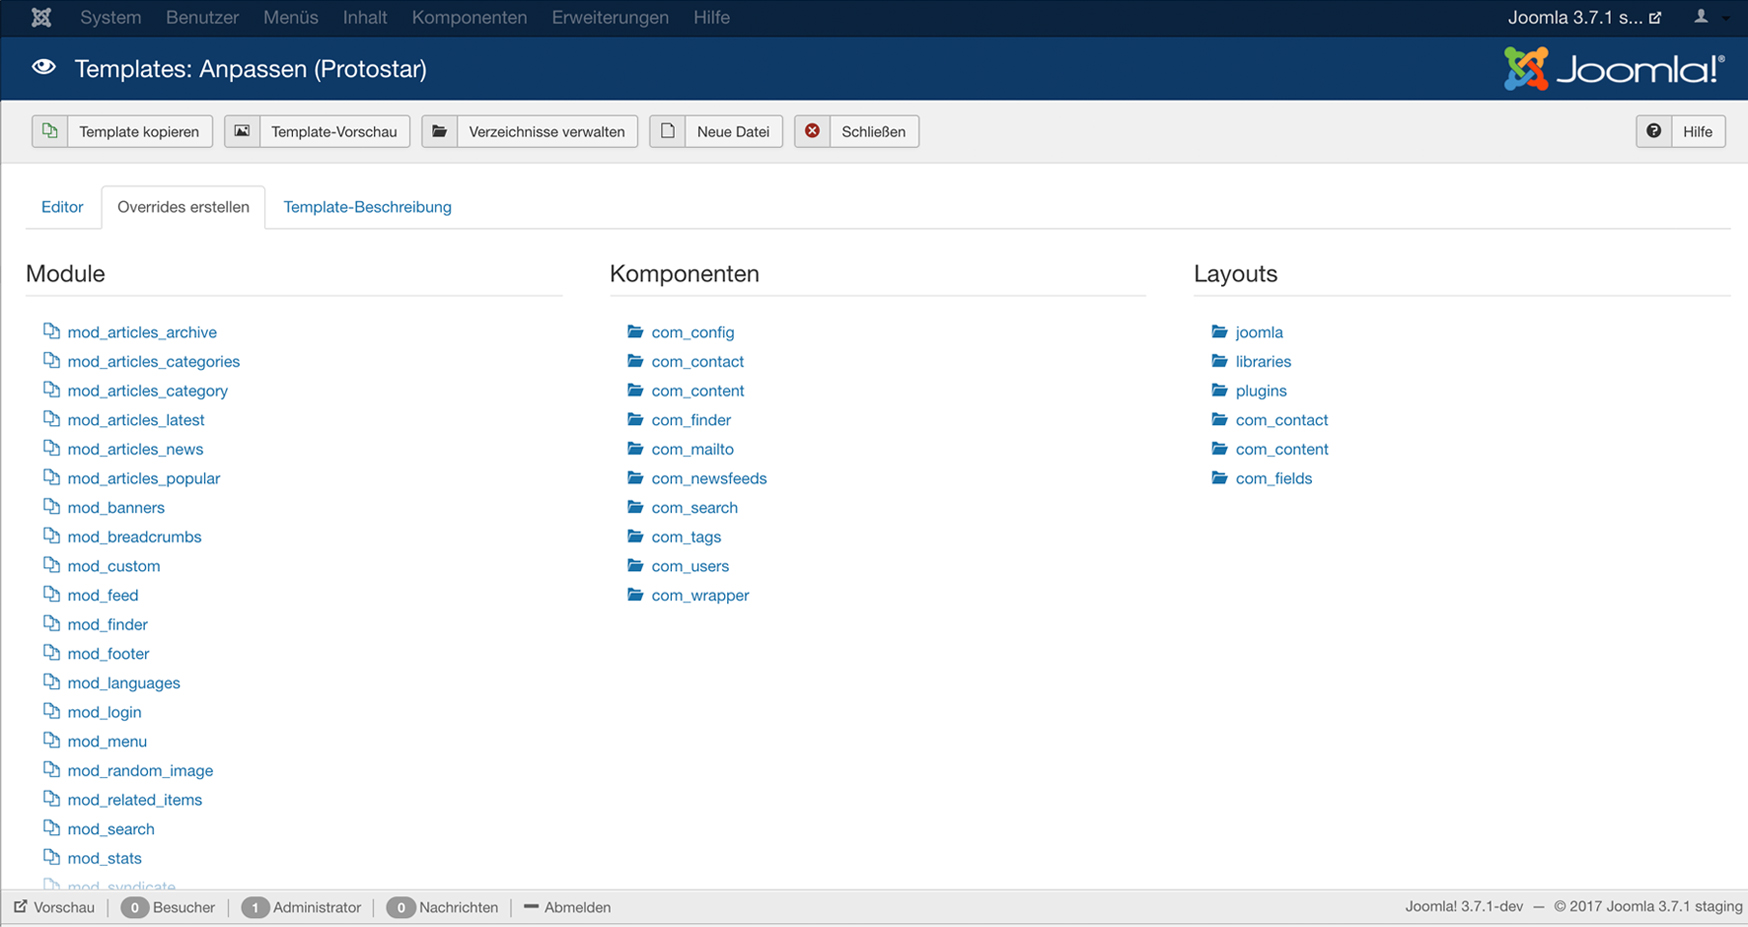 System Benutzer Menüs Inhalt Komponenten Erweiterungen Hilfe Joomla 3.7.1 s...
Templates: Anpassen (Protostar) Joomla!®
Template kopieren Template-Vorschau Verzeichnisse verwalten Neue Datei Schließen Hilfe
Editor Overrides erstellen Template-Beschreibung
Module
mod_articles_archive
mod_articles_categories
mod_articles_category
mod_articles_latest
mod_articles_news
mod_articles_popular
mod_banners
mod_breadcrumbs
mod_custom
mod_feed
mod_finder
mod_footer
mod_languages
mod_login
mod_menu
mod_random_image
mod_related_items
mod_search
mod_stats
mod_syndicate
Komponenten
com_config
com_contact
com_content
com_finder
com_mailto
com_newsfeeds
com_search
com_tags
com_users
com_wrapper
Layouts
joomla
libraries
plugins
com_contact
com_content
com_fields
Vorschau 0 Besucher 1 Administrator 0 Nachrichten Abmelden Joomla! 3.7.1-dev — © 2017 Joomla 3.7.1 staging